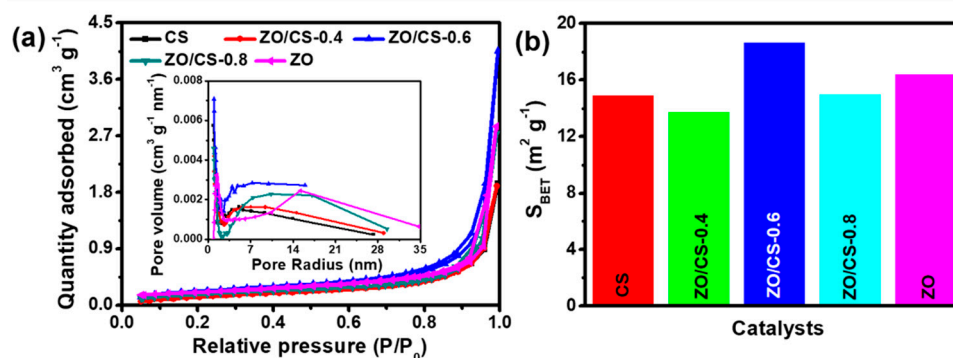 (a)
CS ZO/CS-0.4 ZO/CS-0.6
ZO/CS-0.8 ZO
Quantity adsorbed (cm³ g⁻¹)
4.5
3.6
2.7
1.8
0.9
0.0
0.0 0.2 0.4 0.6 0.8 1.0
Relative pressure (P/P₀)
Pore volume (cm³ g⁻¹ nm⁻¹)
0.008
0.006
0.004
0.002
0.000
0 7 14 21 28 35
Pore Radius (nm)
(b)
S_BET (m² g⁻¹)
20
16
12
8
4
0
CS
ZO/CS-0.4
ZO/CS-0.6
ZO/CS-0.8
ZO
Catalysts